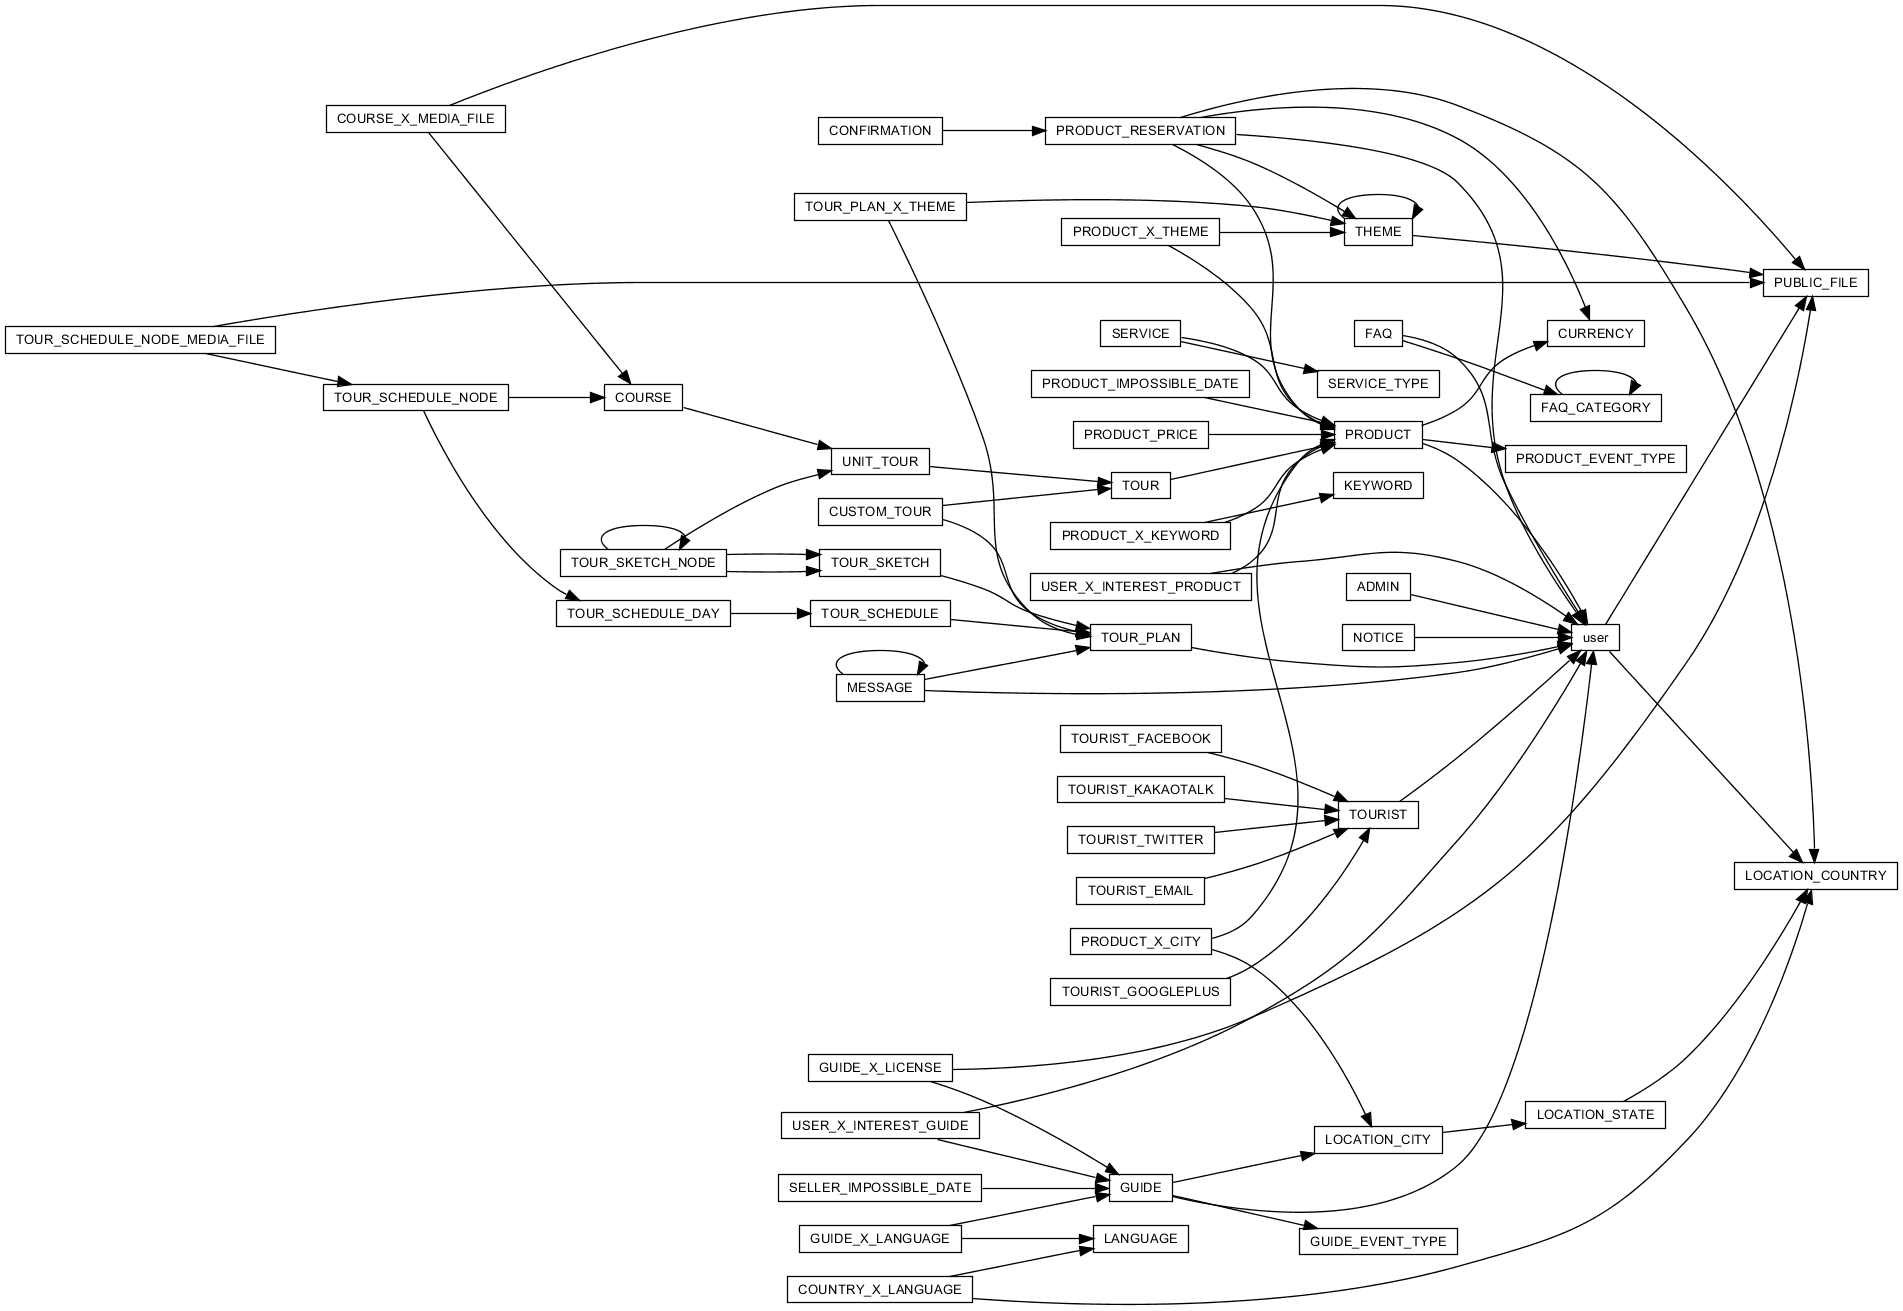 COURSE_X_MEDIA_FILE
CONFIRMATION
PRODUCT_RESERVATION
TOUR_PLAN_X_THEME
PRODUCT_X_THEME
THEME
PUBLIC_FILE
TOUR_SCHEDULE_NODE_MEDIA_FILE
SERVICE
FAQ
CURRENCY
TOUR_SCHEDULE_NODE
COURSE
PRODUCT_IMPOSSIBLE_DATE
SERVICE_TYPE
FAQ_CATEGORY
PRODUCT_PRICE
PRODUCT
UNIT_TOUR
PRODUCT_EVENT_TYPE
TOUR
KEYWORD
CUSTOM_TOUR
PRODUCT_X_KEYWORD
TOUR_SKETCH_NODE
TOUR_SKETCH
USER_X_INTEREST_PRODUCT
ADMIN
TOUR_SCHEDULE_DAY
TOUR_SCHEDULE
TOUR_PLAN
NOTICE
user
MESSAGE
TOURIST_FACEBOOK
TOURIST_KAKAOTALK
TOURIST
TOURIST_TWITTER
LOCATION_COUNTRY
TOURIST_EMAIL
PRODUCT_X_CITY
TOURIST_GOOGLEPLUS
GUIDE_X_LICENSE
USER_X_INTEREST_GUIDE
LOCATION_CITY
LOCATION_STATE
SELLER_IMPOSSIBLE_DATE
GUIDE
GUIDE_X_LANGUAGE
LANGUAGE
GUIDE_EVENT_TYPE
COUNTRY_X_LANGUAGE